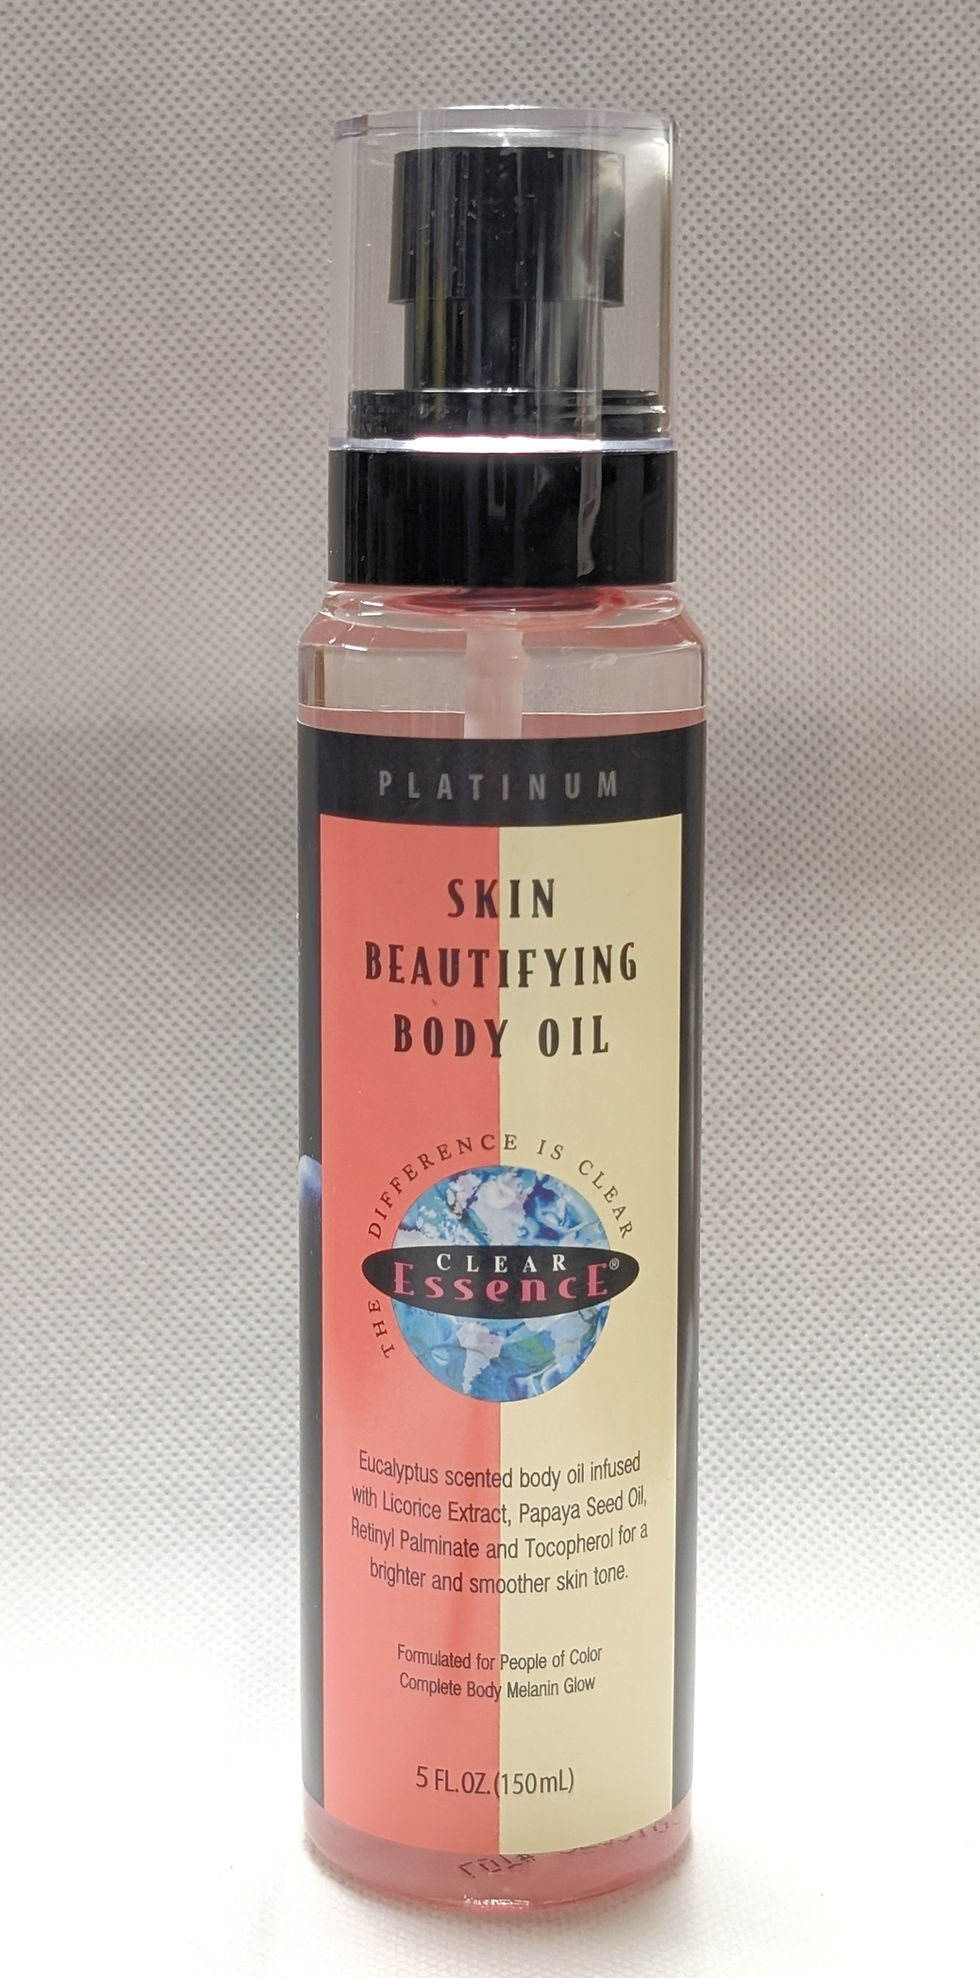 PLATINUM
SKIN
BEAUTIFYING
BODY OIL
THE DIFFERENCE IS CLEAR
CLEAR
EssencE®
Eucalyptus scented body oil infused
with Licorice Extract, Papaya Seed Oil,
Retinyl Palminate and Tocopherol for a
brighter and smoother skin tone.
Formulated for People of Color
Complete Body Melanin Glow
5 FL.OZ.(150mL)
LOT#